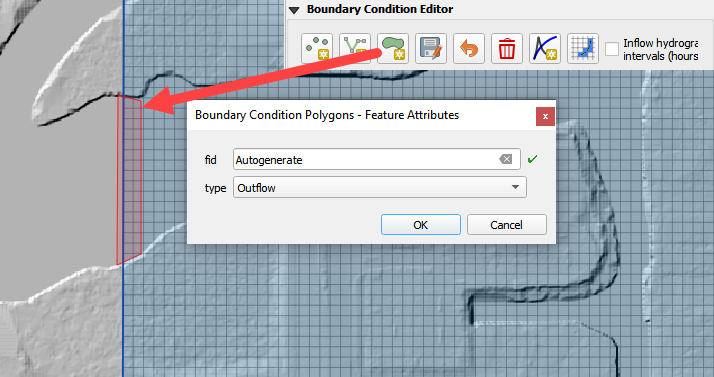 Boundary Condition Editor
Inflow hydrogra
intervals (hours
Boundary Condition Polygons - Feature Attributes
fid Autogenerate
type Outflow
OK Cancel